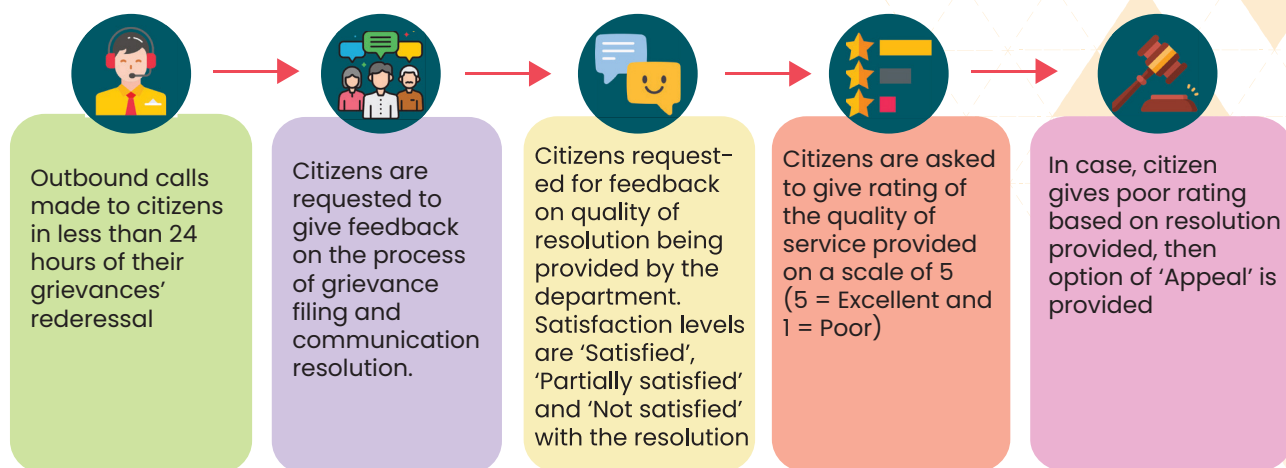 Outbound calls
made to citizens
in less than 24
hours of their
grievances’
rederessal
Citizens are
requested to
give feedback
on the process
of grievance
filing and
communication
resolution.
Citizens request-
ed for feedback
on quality of
resolution being
provided by the
department.
Satisfaction levels
are ‘Satisfied’,
‘Partially satisfied’
and ‘Not satisfied’
with the resolution
Citizens are asked
to give rating of
the quality of
service provided
on a scale of 5
(5 = Excellent and
1 = Poor)
In case, citizen
gives poor rating
based on resolution
provided, then
option of ‘Appeal’ is
provided